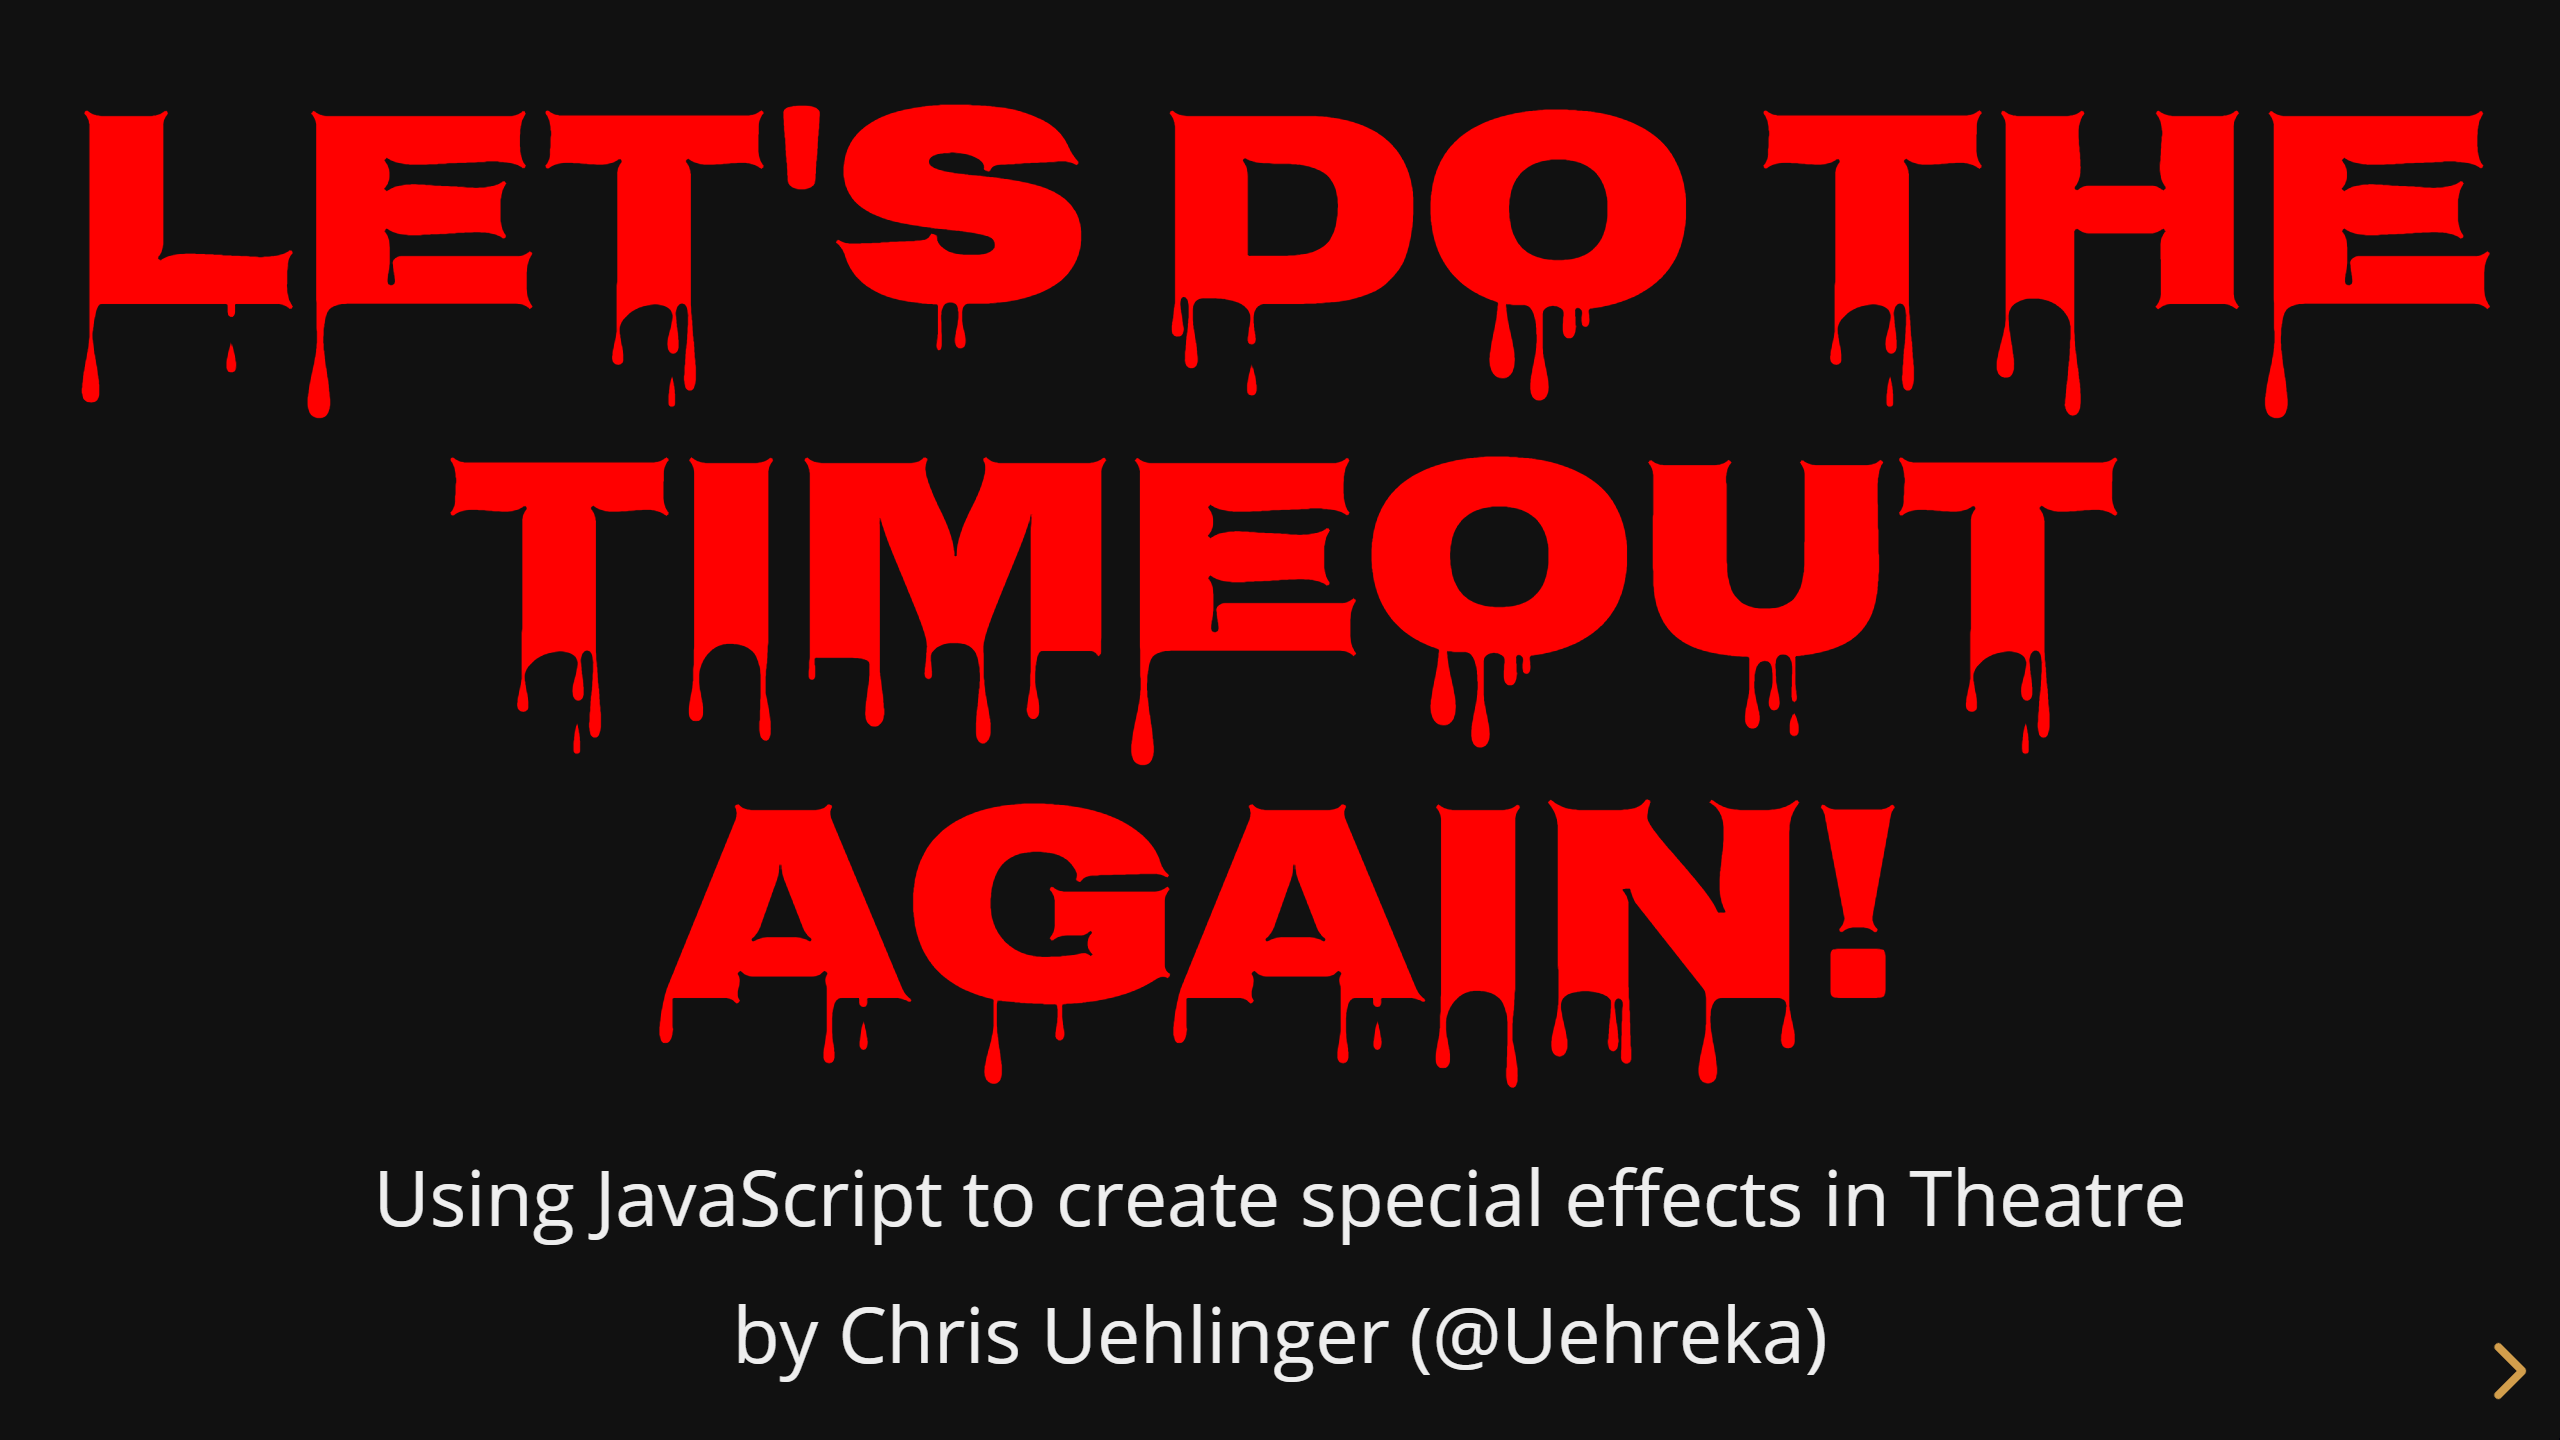 LET'S DO THE
TIMEOUT
AGAIN!
Using JavaScript to create special effects in Theatre
by Chris Uehlinger (@Uehreka)